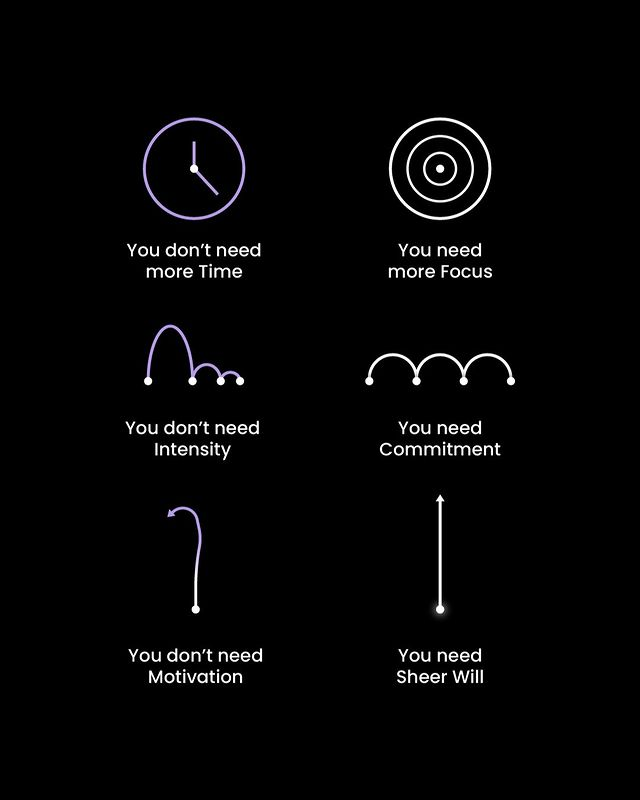 You don’t need
more Time
You need
more Focus
You don’t need
Intensity
You need
Commitment
You don’t need
Motivation
You need
Sheer Will